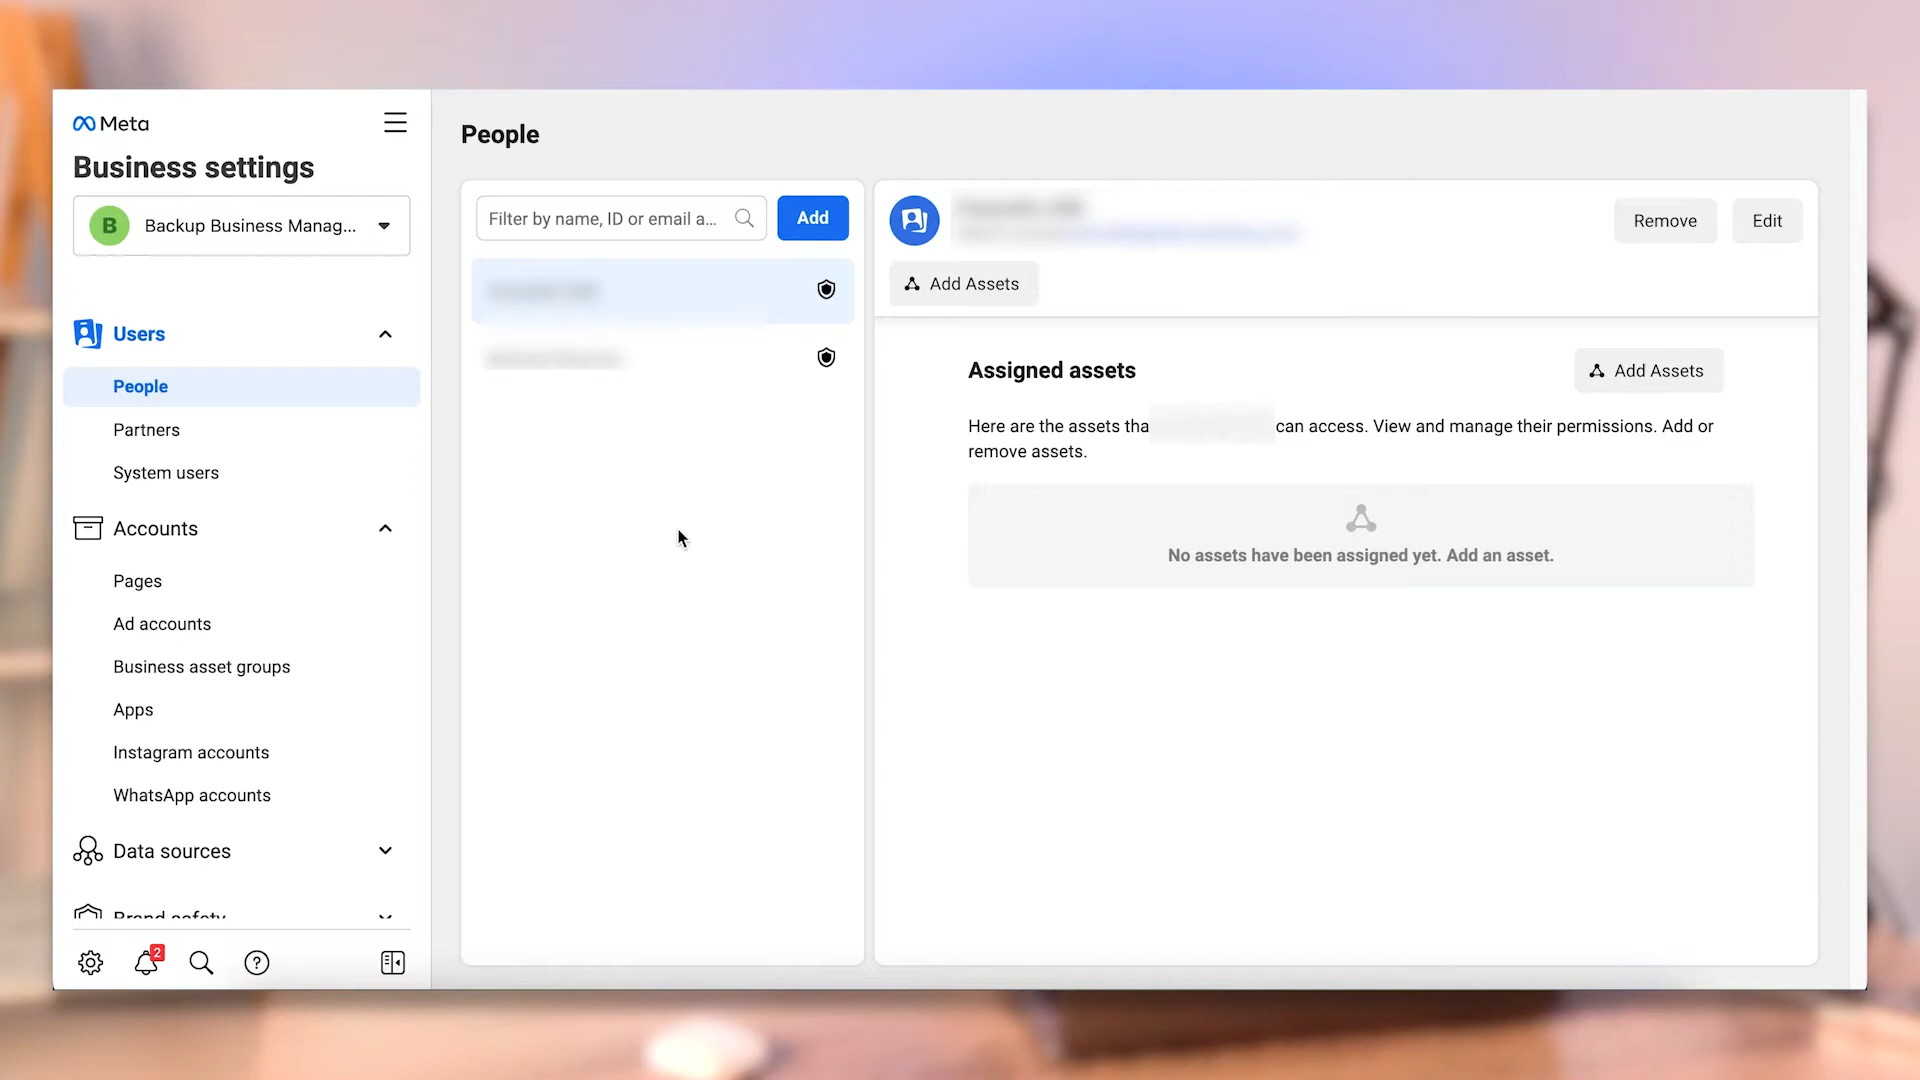 Meta
Business settings
B
Backup Business Manag...
Users
People
Partners
System users
Accounts
Pages
Ad accounts
Business asset groups
Apps
Instagram accounts
WhatsApp accounts
Data sources
Brand safety
2
People
Filter by name, ID or email a...
Add
Remove
Edit
Add Assets
Assigned assets
Add Assets
Here are the assets tha can access. View and manage their permissions. Add or
remove assets.
No assets have been assigned yet. Add an asset.